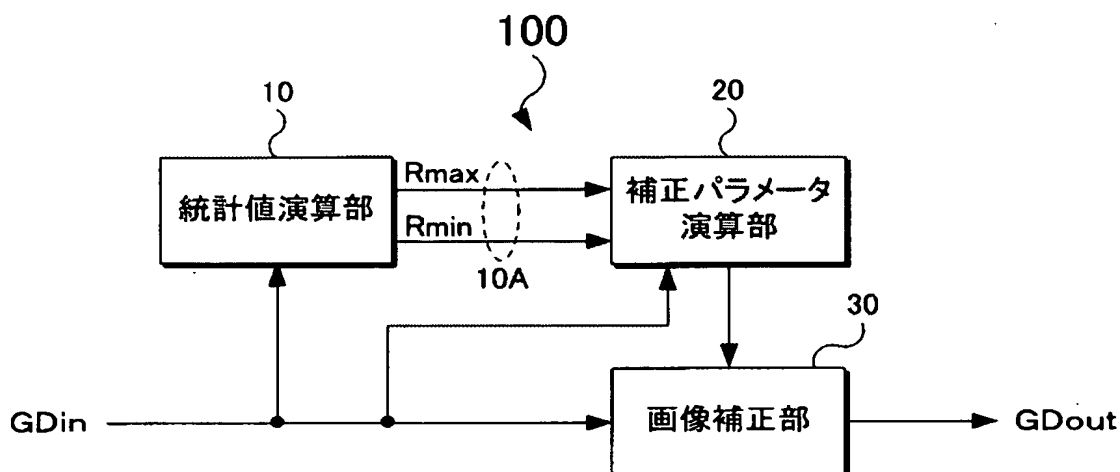 100
10
20
Rmax
統計値演算部
補正パラメータ
演算部
Rmin
10A
30
GDin
画像補正部
GDout